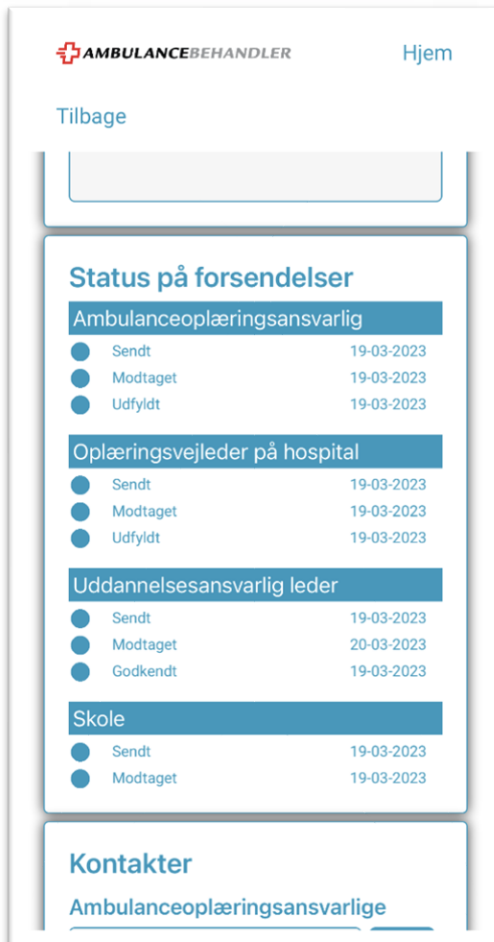 AMBULANCEBEHANDLER Hjem
Tilbage
Status på forsendelser
Ambulanceoplæringsansvarlig
Sendt 19-03-2023
Modtaget 19-03-2023
Udfyldt 19-03-2023
Oplæringsvejleder på hospital
Sendt 19-03-2023
Modtaget 19-03-2023
Udfyldt 19-03-2023
Uddannelsesansvarlig leder
Sendt 19-03-2023
Modtaget 20-03-2023
Godkendt 19-03-2023
Skole
Sendt 19-03-2023
Modtaget 19-03-2023
Kontakter
Ambulanceoplæringsansvarlige